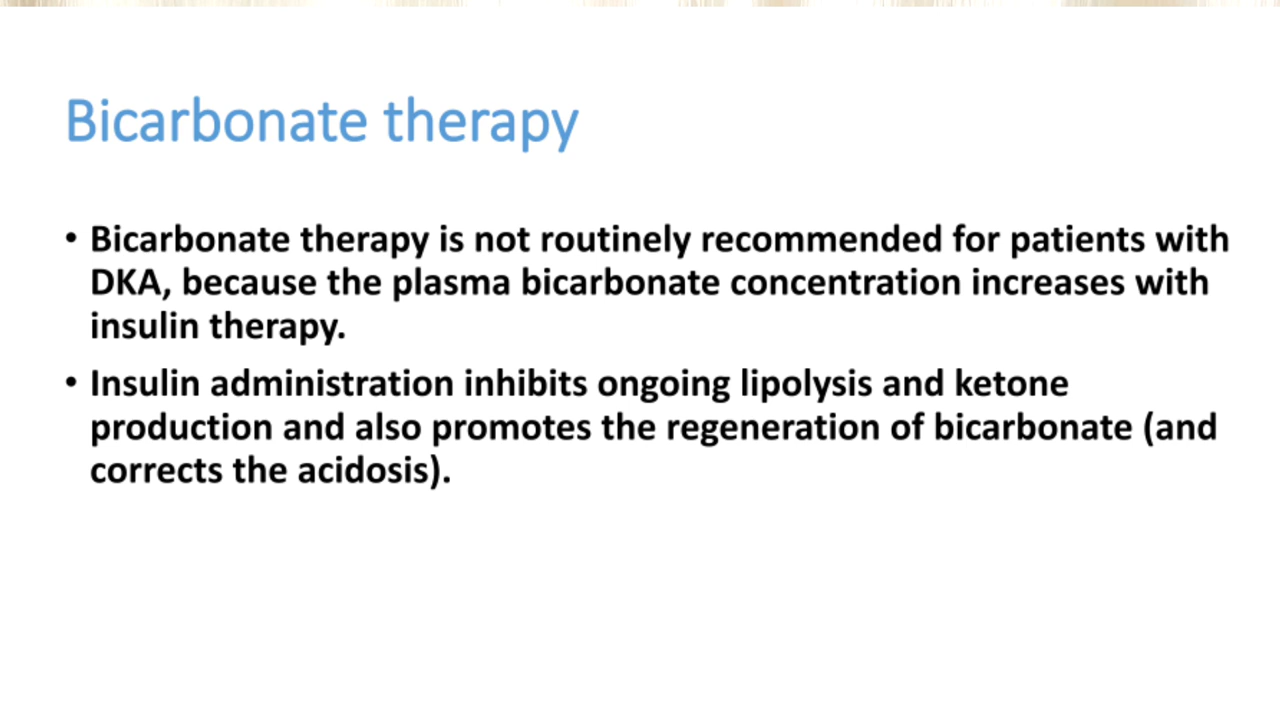 Bicarbonate therapy
• Bicarbonate therapy is not routinely recommended for patients with
DKA, because the plasma bicarbonate concentration increases with
insulin therapy.
• Insulin administration inhibits ongoing lipolysis and ketone
production and also promotes the regeneration of bicarbonate (and
corrects the acidosis).